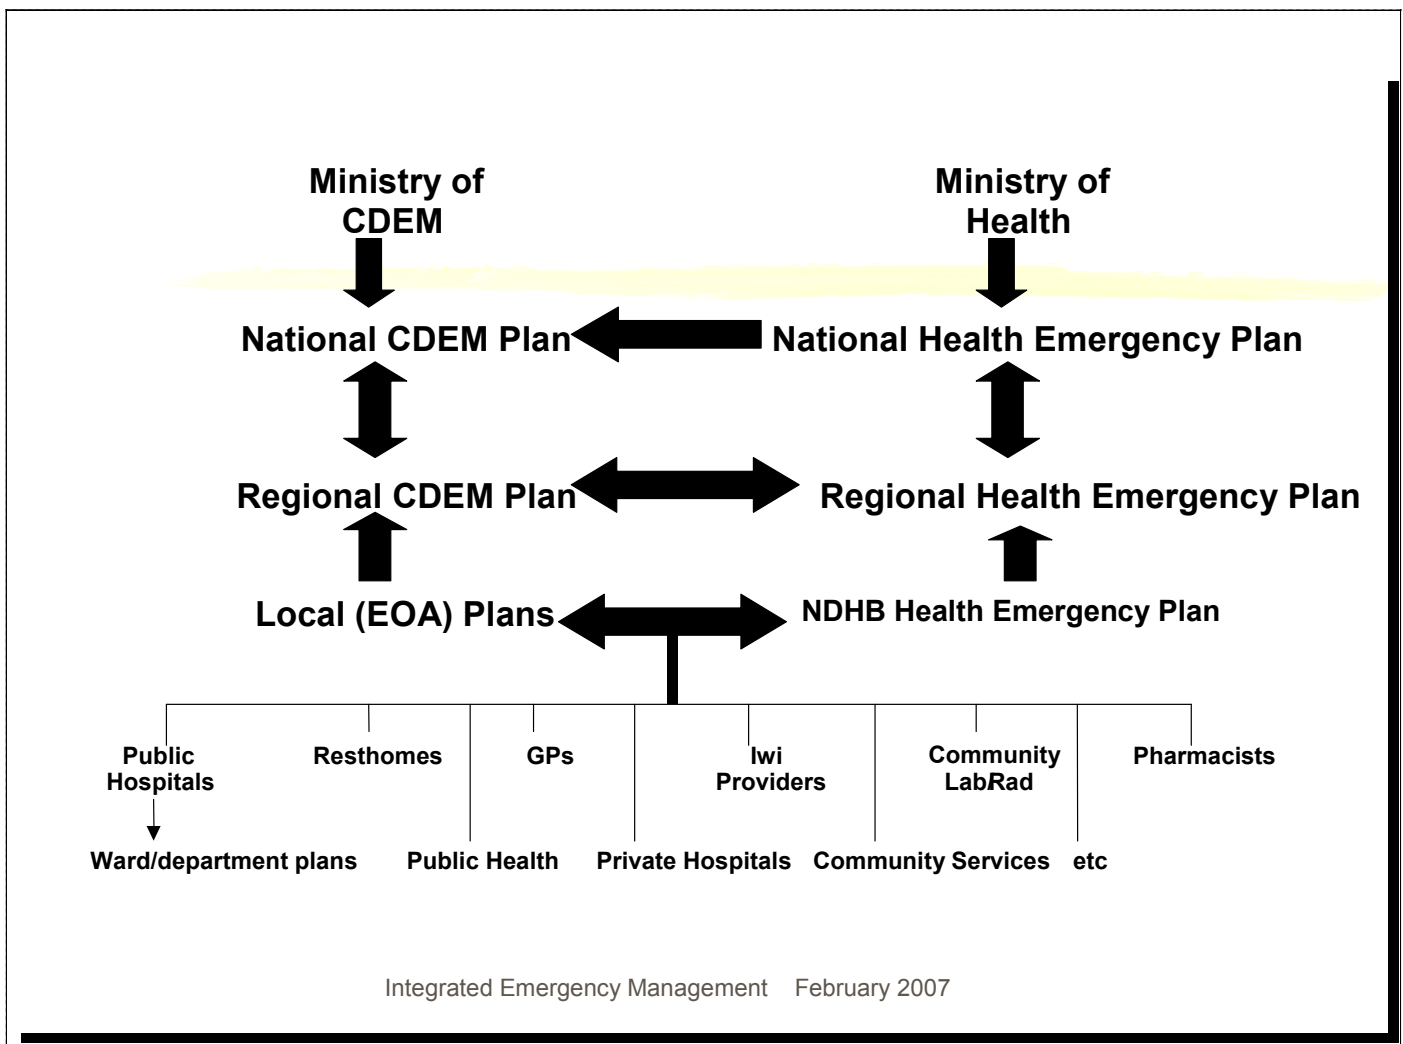 Ministry of
CDEM
Ministry of
Health
National CDEM Plan
National Health Emergency Plan
Regional CDEM Plan
Regional Health Emergency Plan
Local (EOA) Plans
NDHB Health Emergency Plan
Public
Hospitals
Resthomes
GPs
Iwi
Providers
Community
Lab/Rad
Pharmacists
Ward/department plans
Public Health
Private Hospitals
Community Services
etc
Integrated Emergency Management February 2007